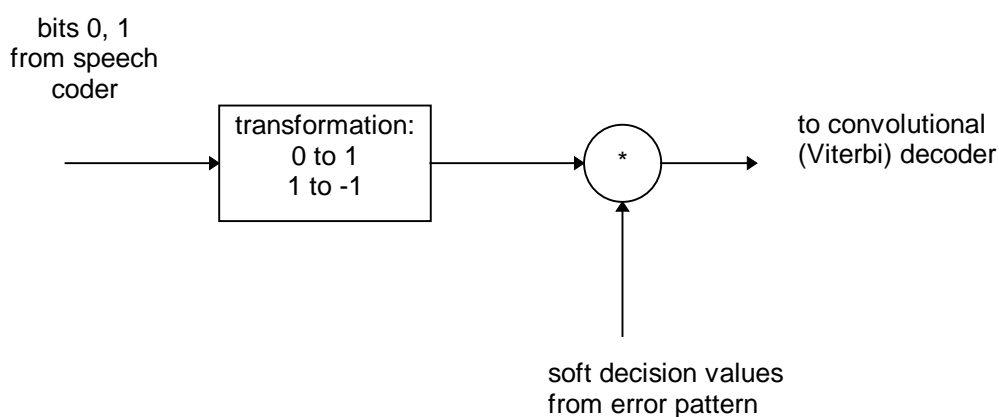 bits 0, 1
from speech
coder
transformation:
0 to 1
1 to -1
*
to convolutional
(Viterbi) decoder
soft decision values
from error pattern